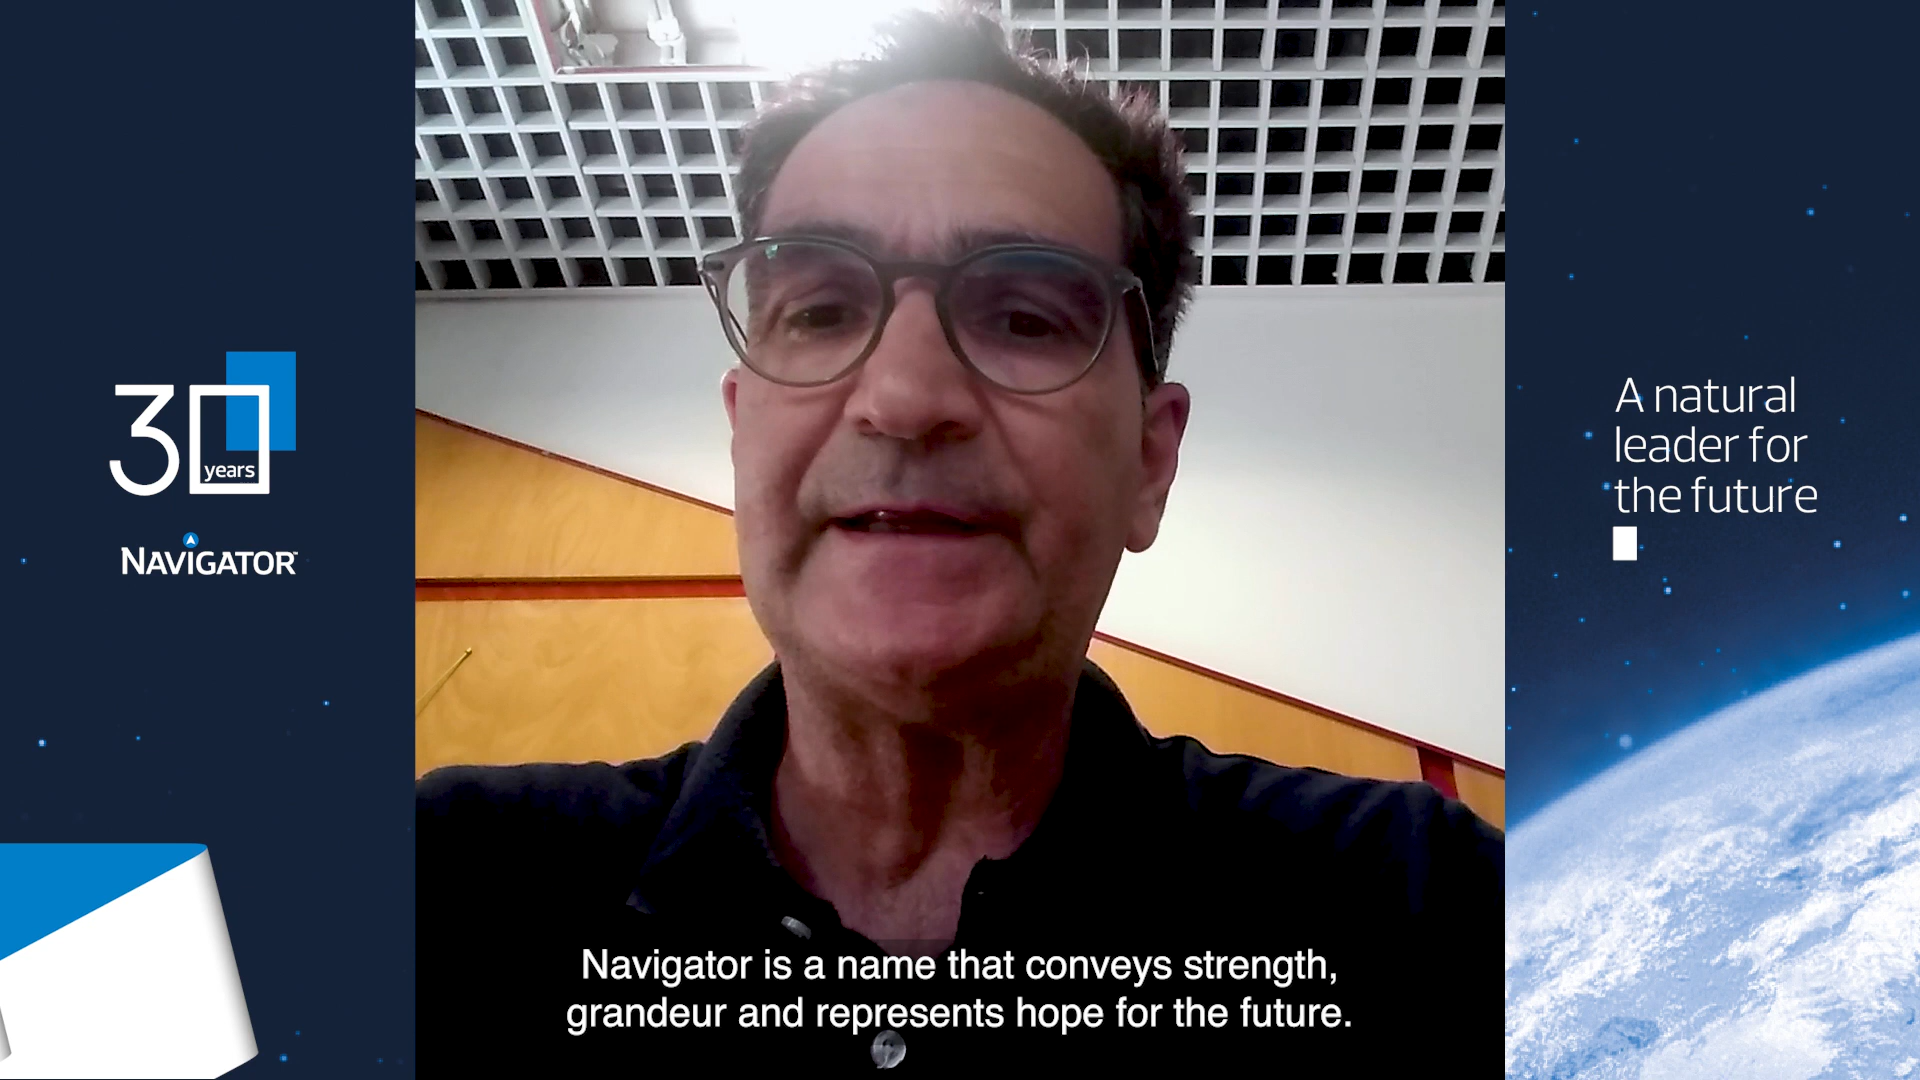 30
years
NAVIGATOR
A natural
leader for
the future
Navigator is a name that conveys strength,
grandeur and represents hope for the future.